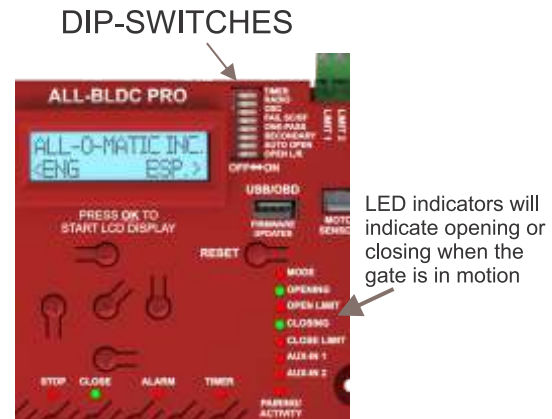 DIP-SWITCHES
ALL-BLDC PRO
TIMER
RADIO
OSC
FAIL SC/SF
ONE PASS
SECONDARY
AUTO OPEN
OPEN L/R
OFF⟷ON
LIMIT 1
LIMIT 2
ALL-O-MATIC INC.
<ENG ESP.>
USB/OBD
FIRMWARE
UPDATES
MOTO
SENSO
PRESS OK TO
START LCD DISPLAY
RESET
LED indicators will
indicate opening or
closing when the
gate is in motion
MODE
OPENING
OPEN LIMIT
CLOSING
CLOSE LIMIT
AUX-IN 1
AUX-IN 2
STOP CLOSE ALARM TIMER
PAIRING/
ACTIVITY